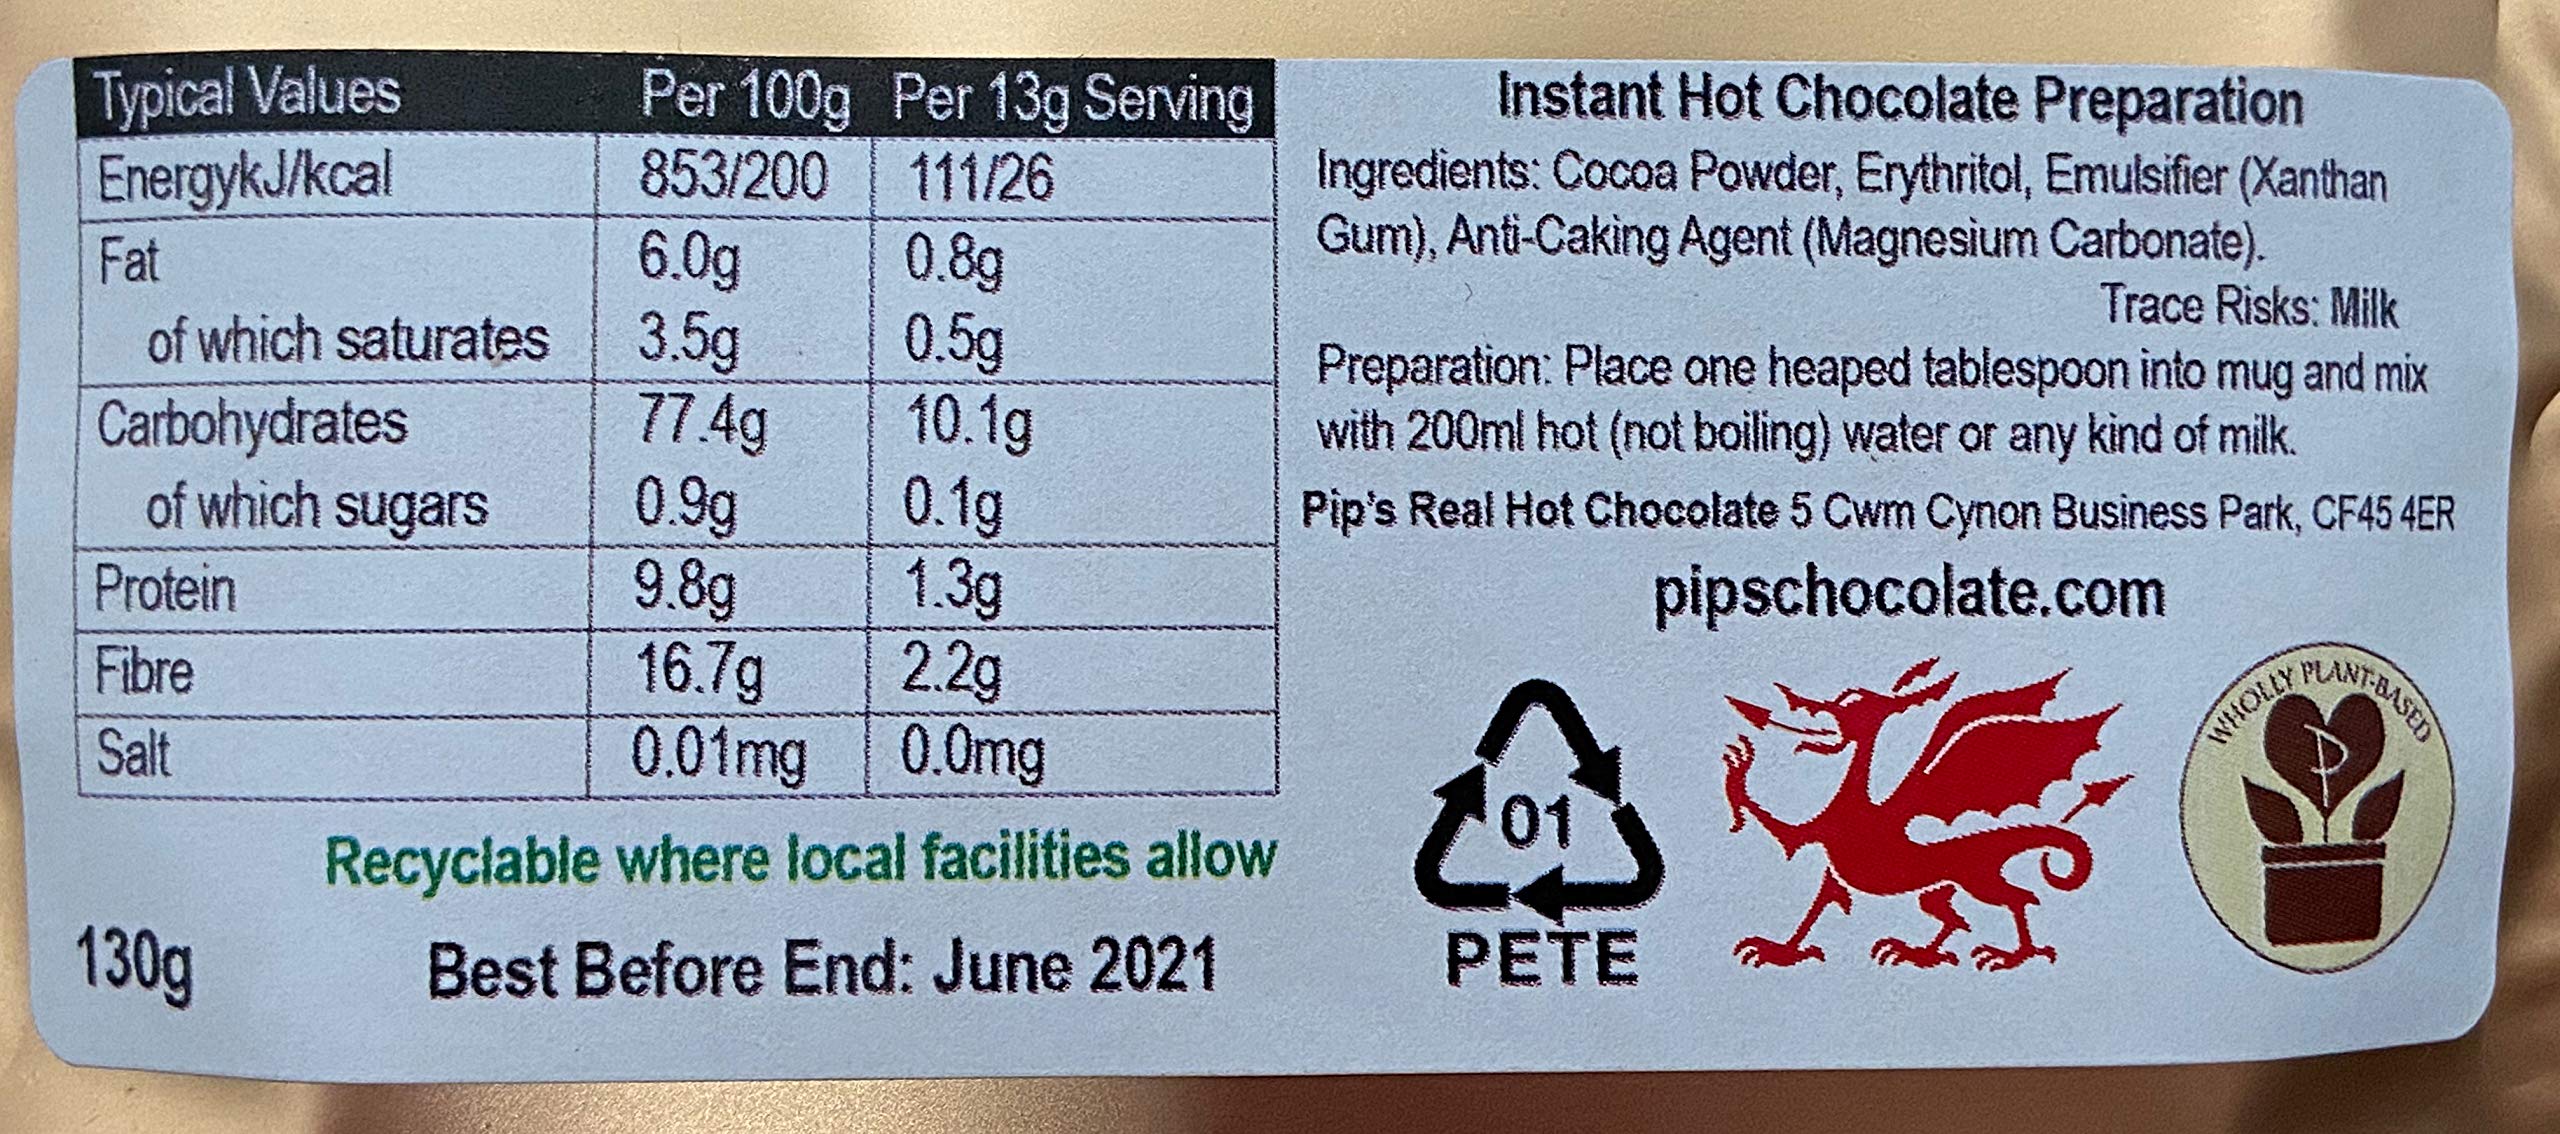 Typical Values Per 100g Per 13g Serving
EnergykJ/kcal 853/200 111/26
Fat 6.0g 0.8g
of which saturates 3.5g 0.5g
Carbohydrates 77.4g 10.1g
of which sugars 0.9g 0.1g
Protein 9.8g 1.3g
Fibre 16.7g 2.2g
Salt 0.01mg 0.0mg
Recyclable where local facilities allow
130g Best Before End: June 2021
Instant Hot Chocolate Preparation
Ingredients: Cocoa Powder, Erythritol, Emulsifier (Xanthan
Gum), Anti-Caking Agent (Magnesium Carbonate).
Trace Risks: Milk
Preparation: Place one heaped tablespoon into mug and mix
with 200ml hot (not boiling) water or any kind of milk.
Pip's Real Hot Chocolate 5 Cwm Cynon Business Park, CF45 4ER
pipschocolate.com
01
PETE
WHOLLY PLANT-BASED
P